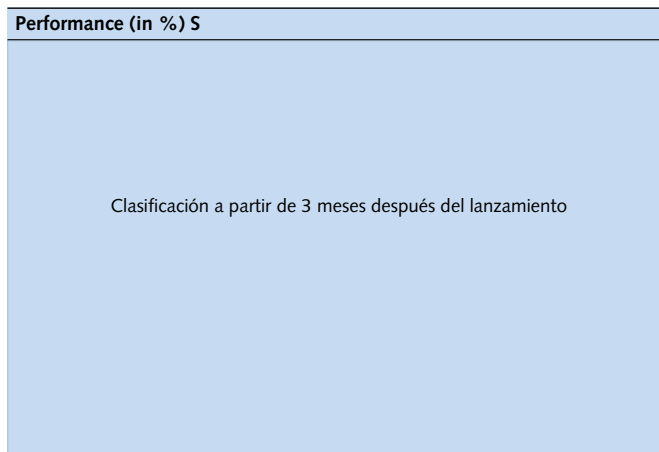 Performance (in %) S
Clasificación a partir de 3 meses después del lanzamiento